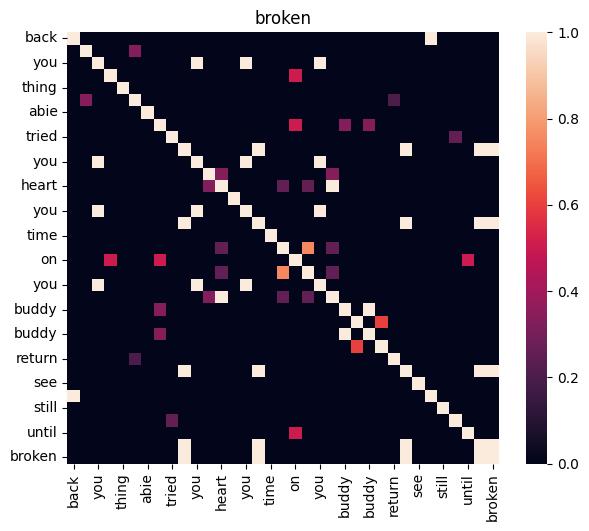 broken
back
you
thing
abie
tried
you
heart
you
time
on
you
buddy
buddy
return
see
still
until
broken
1.0
0.8
0.6
0.4
0.2
0.0
back
you
thing
abie
tried
you
heart
you
time
on
you
buddy
buddy
return
see
still
until
broken